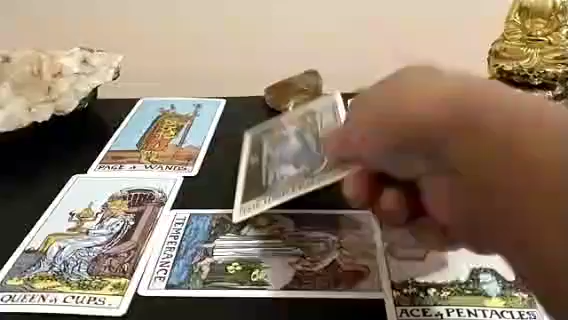 PAGE of WANDS.
TEMPERANCE.
QUEEN of CUPS.
ACE of PENTACLES.